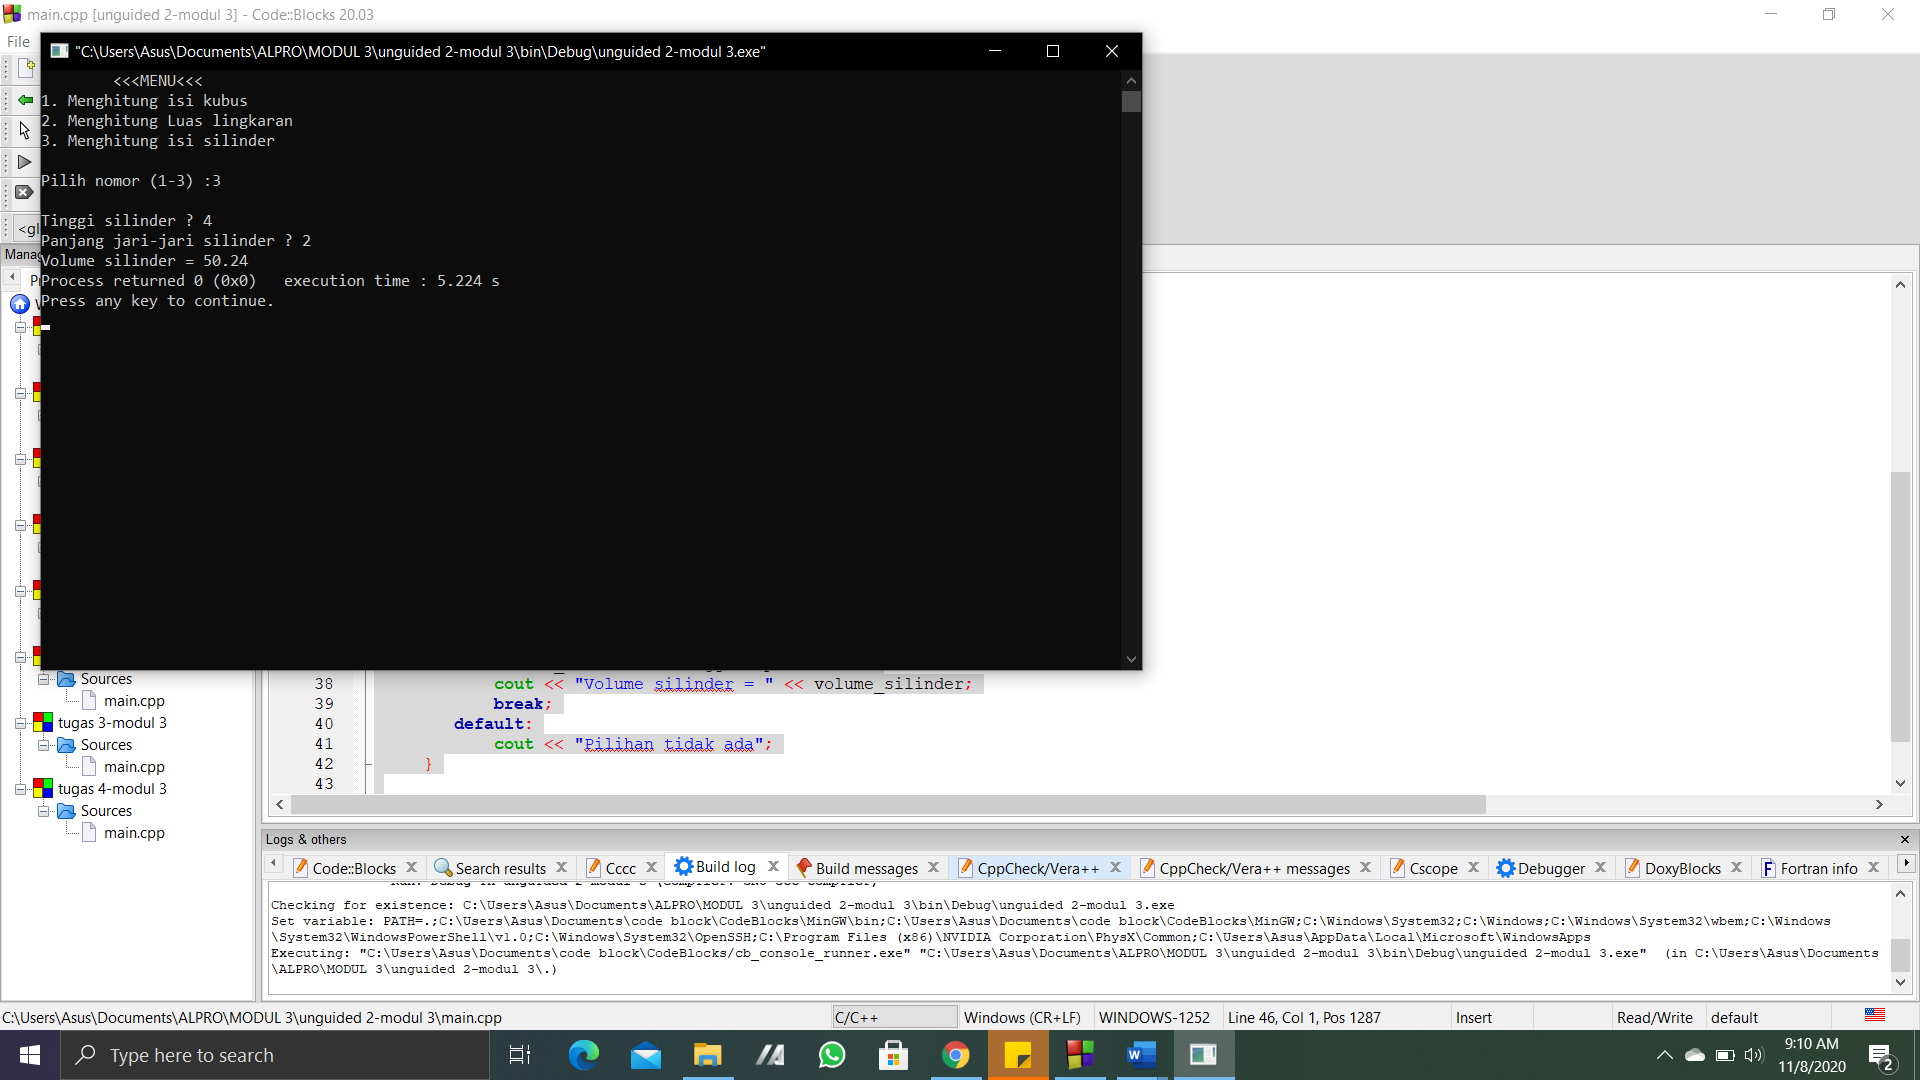 main.cpp [unguided 2-modul 3] - Code::Blocks 20.03
File
"C:\Users\Asus\Documents\ALPRO\MODUL 3\unguided 2-modul 3\bin\Debug\unguided 2-modul 3.exe"
<<<MENU<<<
1. Menghitung isi kubus
2. Menghitung Luas lingkaran
3. Menghitung isi silinder
Pilih nomor (1-3) :3
Tinggi silinder ? 4
Panjang jari-jari silinder ? 2
Volume silinder = 50.24
Process returned 0 (0x0)   execution time : 5.224 s
Press any key to continue.
<gl
Manag
38 cout << "Volume silinder = " << volume_silinder;
39 break;
40 default:
41 cout << "Pilihan tidak ada";
42 }
43
Sources
main.cpp
tugas 3-modul 3
Sources
main.cpp
tugas 4-modul 3
Sources
main.cpp
Logs & others
Code::Blocks
Search results
Cccc
Build log
Build messages
CppCheck/Vera++
CppCheck/Vera++ messages
Cscope
Debugger
DoxyBlocks
Fortran info
Checking for existence: C:\Users\Asus\Documents\ALPRO\MODUL 3\unguided 2-modul 3\bin\Debug\unguided 2-modul 3.exe
Set variable: PATH=.;C:\Users\Asus\Documents\code block\CodeBlocks\MinGW\bin;C:\Users\Asus\Documents\code block\CodeBlocks\MinGW;C:\Windows\System32;C:\Windows;C:\Windows\System32\wbem;C:\Windows
\System32\WindowsPowerShell\v1.0;C:\Windows\System32\OpenSSH;C:\Program Files (x86)\NVIDIA Corporation\PhysX\Common;C:\Users\Asus\AppData\Local\Microsoft\WindowsApps
Executing: "C:\Users\Asus\Documents\code block\CodeBlocks/cb_console_runner.exe" "C:\Users\Asus\Documents\ALPRO\MODUL 3\unguided 2-modul 3\bin\Debug\unguided 2-modul 3.exe"  (in C:\Users\Asus\Documents
\ALPRO\MODUL 3\unguided 2-modul 3\.)
C:\Users\Asus\Documents\ALPRO\MODUL 3\unguided 2-modul 3\main.cpp
C/C++
Windows (CR+LF)
WINDOWS-1252
Line 46, Col 1, Pos 1287
Insert
Read/Write
default
Type here to search
9:10 AM
11/8/2020
2